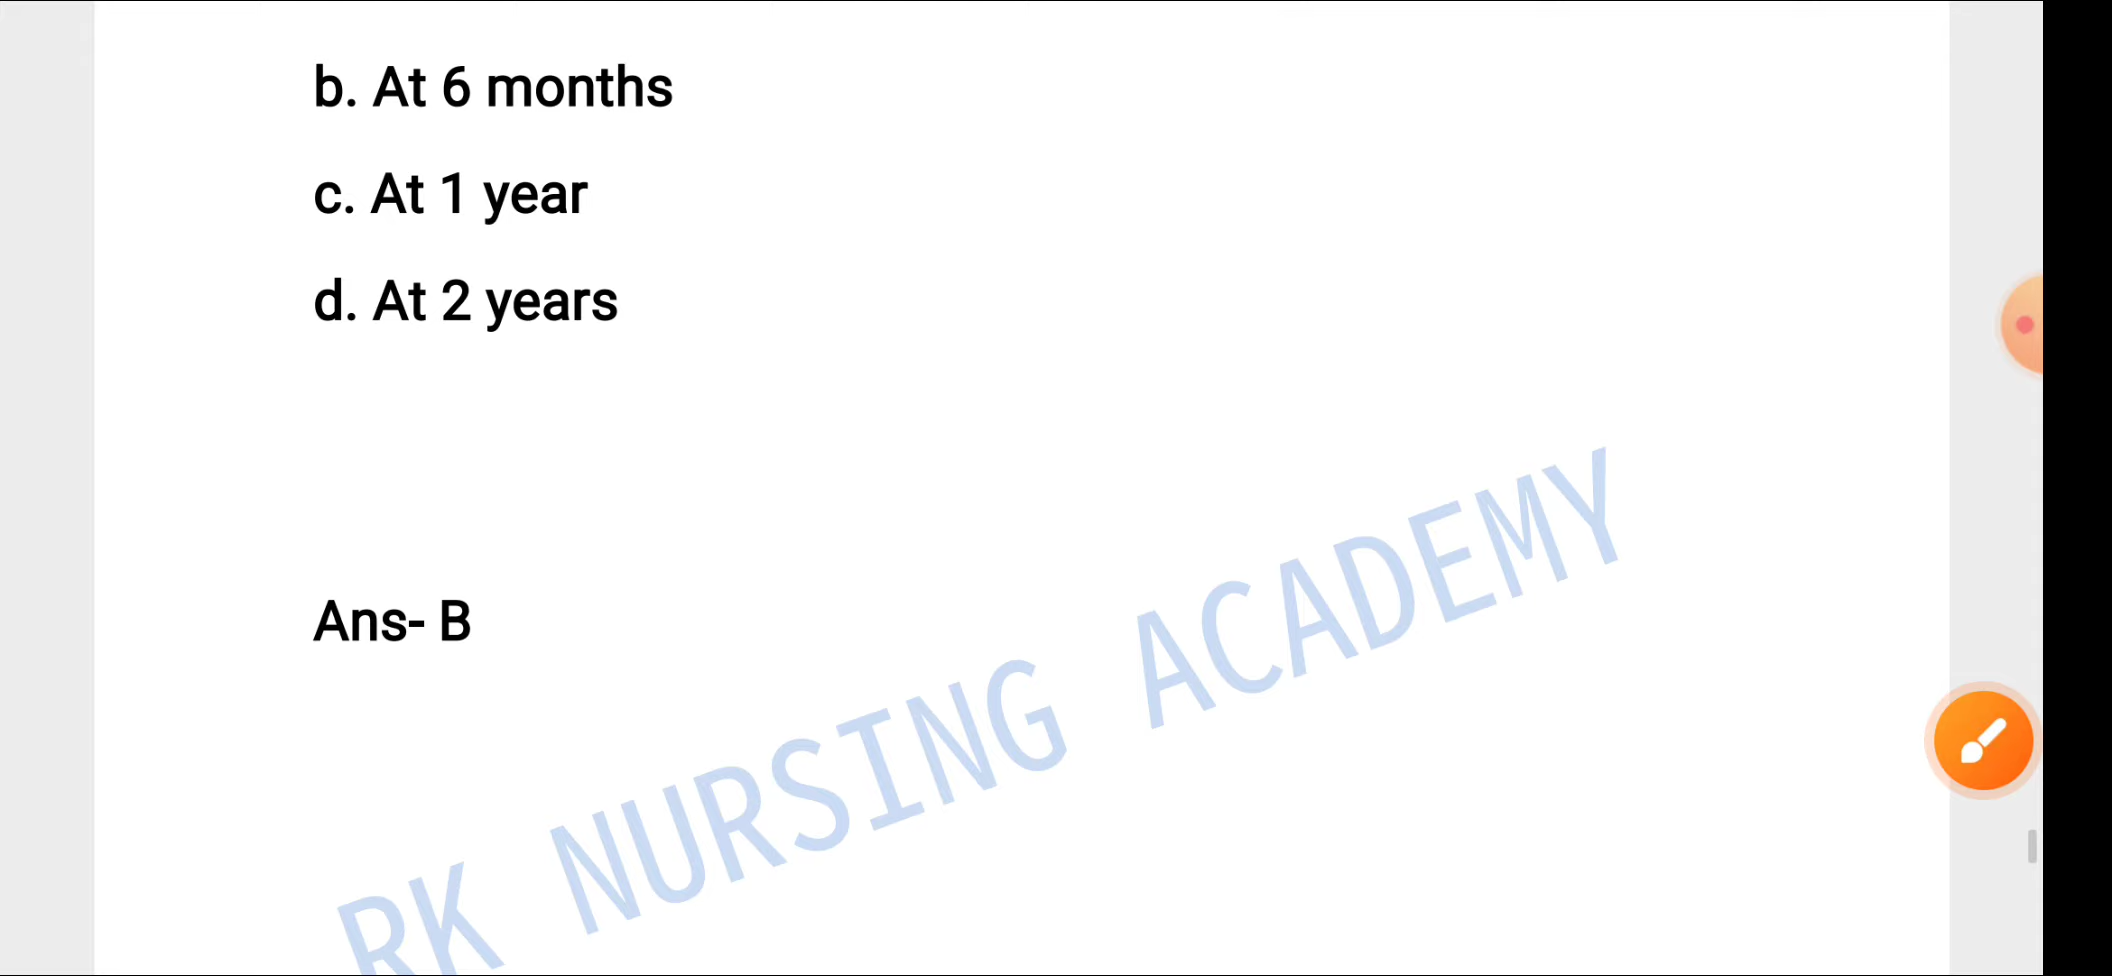 b. At 6 months
c. At 1 year
d. At 2 years
Ans- B
RK NURSING ACADEMY